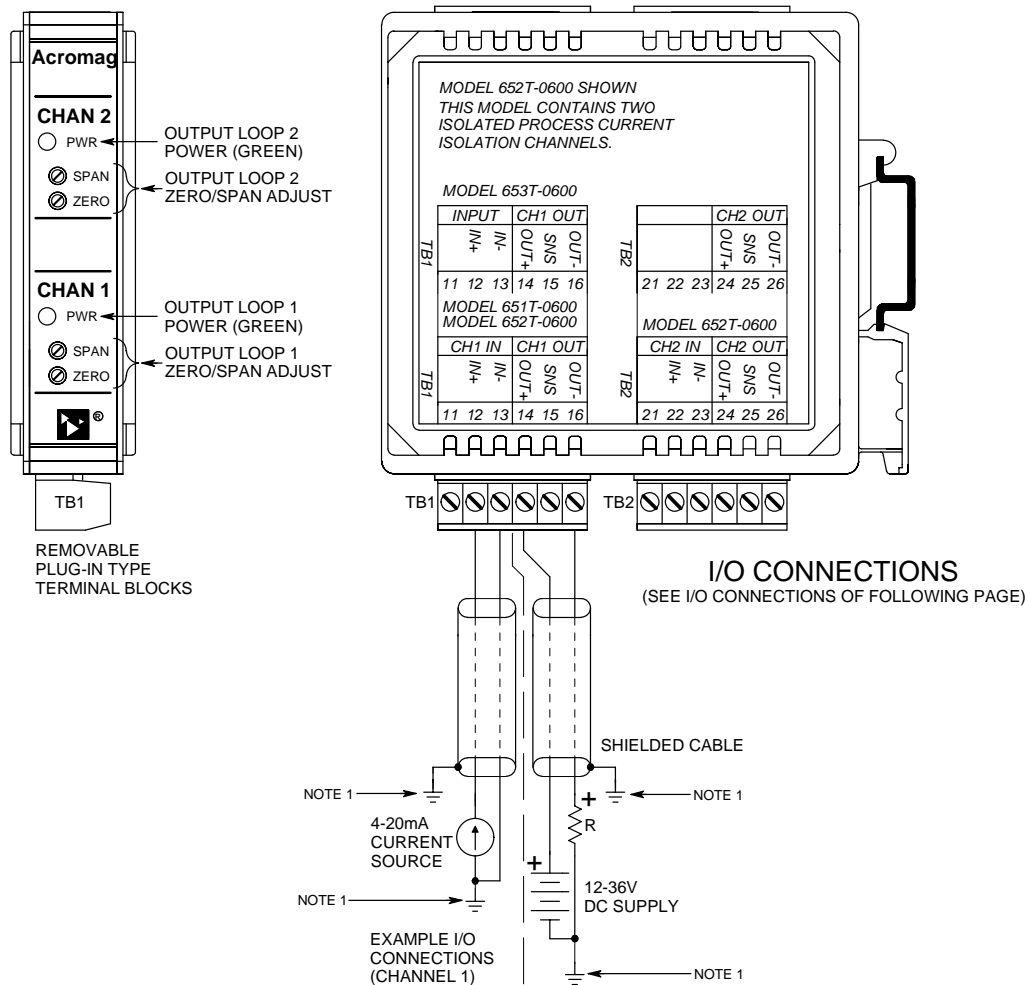 Acromag
CHAN 2
PWR
SPAN
ZERO
OUTPUT LOOP 2
POWER (GREEN)
OUTPUT LOOP 2
ZERO/SPAN ADJUST
CHAN 1
PWR
SPAN
ZERO
®
OUTPUT LOOP 1
POWER (GREEN)
OUTPUT LOOP 1
ZERO/SPAN ADJUST
TB1
REMOVABLE
PLUG-IN TYPE
TERMINAL BLOCKS
MODEL 652T-0600 SHOWN
THIS MODEL CONTAINS TWO
ISOLATED PROCESS CURRENT
ISOLATION CHANNELS.
MODEL 653T-0600
INPUT CH1 OUT
TB1 IN+ IN- OUT+ SNS OUT-
11 12 13 14 15 16
CH2 OUT
TB2 OUT+ SNS OUT-
21 22 23 24 25 26
MODEL 651T-0600
MODEL 652T-0600
CH1 IN CH1 OUT
TB1 IN+ IN- OUT+ SNS OUT-
11 12 13 14 15 16
MODEL 652T-0600
CH2 IN CH2 OUT
TB2 IN+ IN- OUT+ SNS OUT-
21 22 23 24 25 26
TB1
TB2
I/O CONNECTIONS
(SEE I/O CONNECTIONS OF FOLLOWING PAGE)
SHIELDED CABLE
NOTE 1
NOTE 1
4-20mA
CURRENT
SOURCE
+
R
+
12-36V
DC SUPPLY
NOTE 1
EXAMPLE I/O
CONNECTIONS
(CHANNEL 1)
NOTE 1